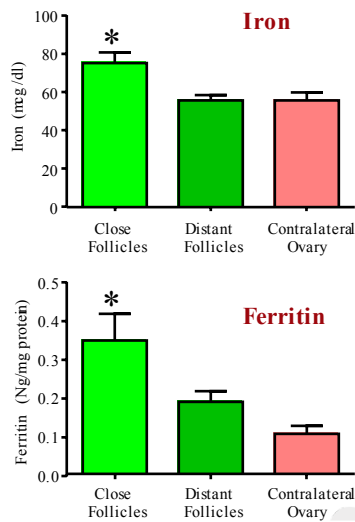 Iron
Iron (mcg/dl)
100
80
60
40
20
0
*
Close
Follicles
Distant
Follicles
Contralateral
Ovary
Ferritin
Ferritin (Ng/mg protein)
0.5
0.4
0.3
0.2
0.1
0.0
*
Close
Follicles
Distant
Follicles
Contralateral
Ovary